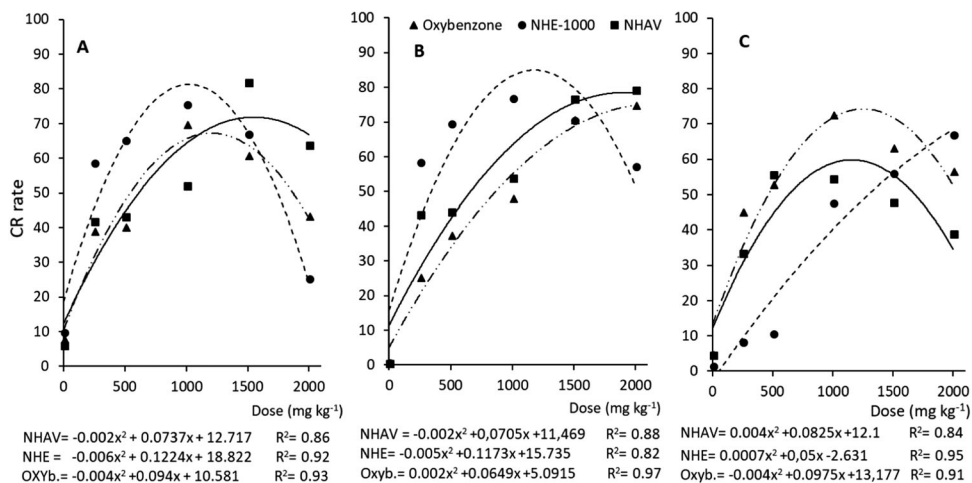 ▲ Oxybenzone ● NHE-1000 ■ NHAV
A
B
C
CR rate
100
90
80
70
60
50
40
30
20
10
0
0 500 1000 1500 2000
100
90
80
70
60
50
40
30
20
10
0
0 500 1000 1500 2000
100
90
80
70
60
50
40
30
20
10
0
0 500 1000 1500 2000
Dose (mg kg⁻¹)
Dose (mg kg⁻¹)
Dose (mg kg⁻¹)
NHAV= -0.002x² + 0.0737x + 12.717 R²= 0.86
NHE = -0.006x² + 0.1224x + 18.822 R²= 0.92
OXYb.= -0.004x² + 0.094x + 10.581 R²= 0.93
NHAV = -0.002x² + 0,0705x + 11,469 R²= 0.88
NHE= -0.005x² +0.1173x +15.735 R²= 0.82
Oxyb.= 0.002x² +0.0649x +5.0915 R²= 0.97
NHAV= 0.004x² +0.0825x +12.1 R²= 0.84
NHE= 0.0007x² +0,05x -2.631 R²= 0.95
Oxyb.= -0.004x² +0.0975x +13,177 R²= 0.91